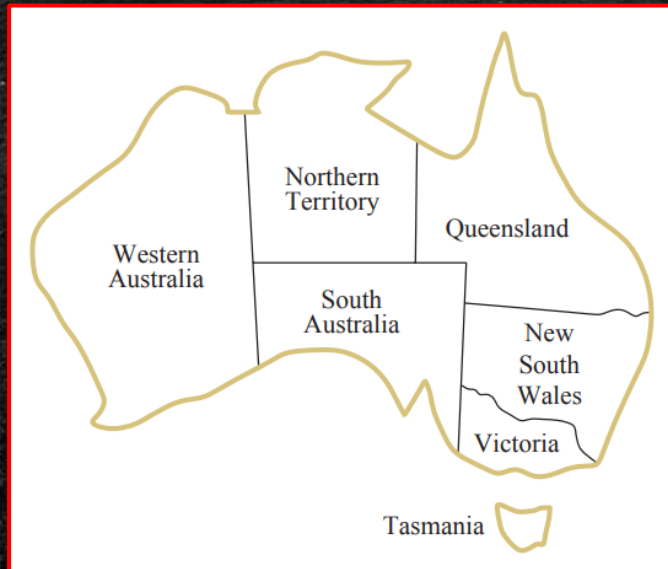 Northern
Territory
Western
Australia
Queensland
South
Australia
New
South
Wales
Victoria
Tasmania